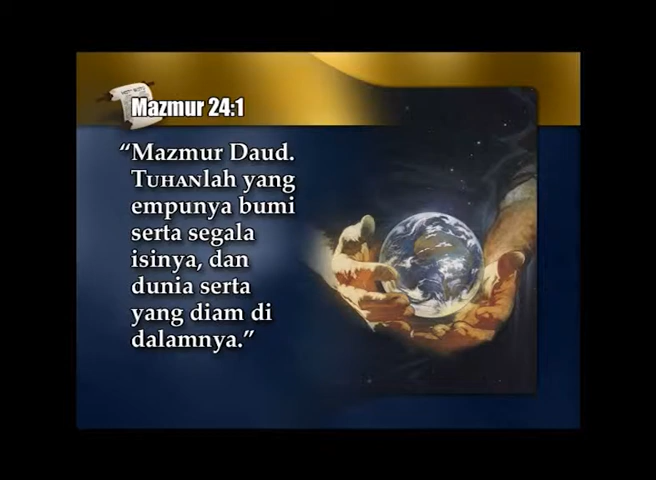 Mazmur 24:1
“Mazmur Daud.
TUHANlah yang
empunya bumi
serta segala
isinya, dan
dunia serta
yang diam di
dalamnya.”